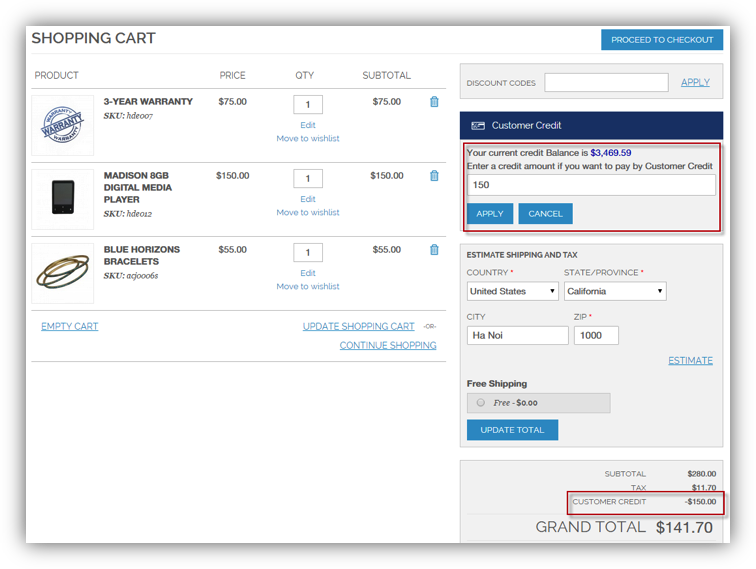 SHOPPING CART
PROCEED TO CHECKOUT
PRODUCT PRICE QTY SUBTOTAL
WARRANTY
WARRANTY
WARRANTY
3-YEAR WARRANTY $75.00 1 $75.00
SKU: hde007
Edit
Move to wishlist
MADISON 8GB DIGITAL MEDIA PLAYER $150.00 1 $150.00
SKU: hde012
Edit
Move to wishlist
BLUE HORIZONS BRACELETS $55.00 1 $55.00
SKU: acj0006s
Edit
Move to wishlist
EMPTY CART UPDATE SHOPPING CART -OR-
CONTINUE SHOPPING
DISCOUNT CODES APPLY
Customer Credit
Your current credit Balance is $3,469.59
Enter a credit amount if you want to pay by Customer Credit
150
APPLY CANCEL
ESTIMATE SHIPPING AND TAX
COUNTRY * STATE/PROVINCE *
United States California
CITY ZIP *
Ha Noi 1000
ESTIMATE
Free Shipping
Free - $0.00
UPDATE TOTAL
SUBTOTAL $280.00
TAX $11.70
CUSTOMER CREDIT -$150.00
GRAND TOTAL $141.70